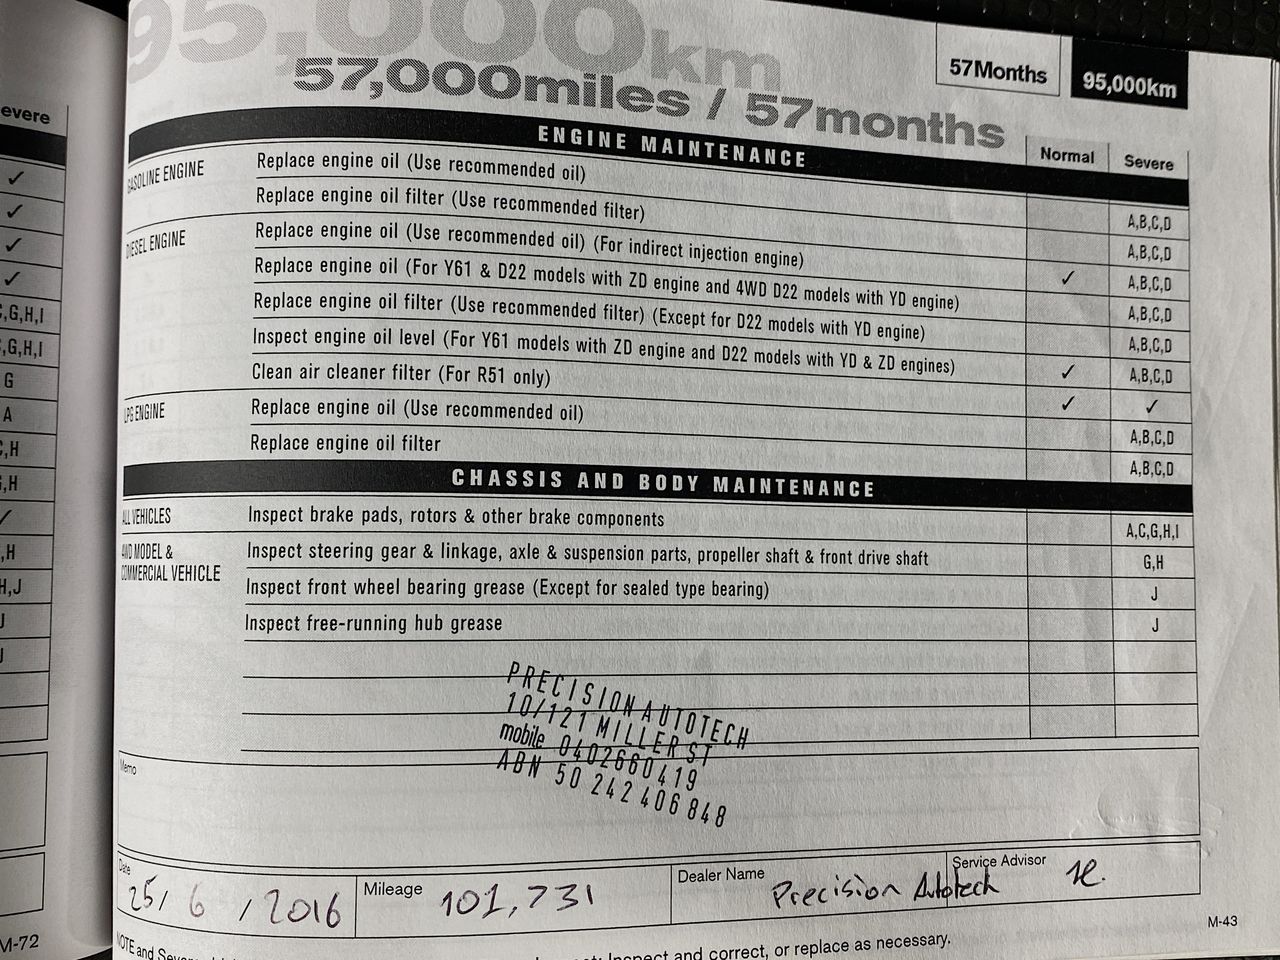 95,000km
57,000miles / 57months
57Months
95,000km
ENGINE MAINTENANCE
Normal
Severe
GASOLINE ENGINE
Replace engine oil (Use recommended oil)
A,B,C,D
Replace engine oil filter (Use recommended filter)
A,B,C,D
DIESEL ENGINE
Replace engine oil (Use recommended oil) (For indirect injection engine)
✓
A,B,C,D
Replace engine oil (For Y61 & D22 models with ZD engine and 4WD D22 models with YD engine)
A,B,C,D
Replace engine oil filter (Use recommended filter) (Except for D22 models with YD engine)
A,B,C,D
Inspect engine oil level (For Y61 models with ZD engine and D22 models with YD & ZD engines)
✓
A,B,C,D
Clean air cleaner filter (For R51 only)
✓
✓
LPG ENGINE
Replace engine oil (Use recommended oil)
A,B,C,D
Replace engine oil filter
A,B,C,D
CHASSIS AND BODY MAINTENANCE
ALL VEHICLES
Inspect brake pads, rotors & other brake components
A,C,G,H,I
4WD MODEL &
COMMERCIAL VEHICLE
Inspect steering gear & linkage, axle & suspension parts, propeller shaft & front drive shaft
G,H
Inspect front wheel bearing grease (Except for sealed type bearing)
J
Inspect free-running hub grease
J
PRECISION AUTOTECH
10/121 MILLER ST
mobile 0402660419
ABN 50 242 406 848
Memo
Date
25/6/2016
Mileage
101,731
Dealer Name
Precision Autotech
Service Advisor
M-43
NOTE and
Inspect and correct, or replace as necessary.
evere
✓
✓
✓
✓
,G,H,I
,G,H,I
G
A
,H
,H
✓
,H
H,J
J
J
M-72